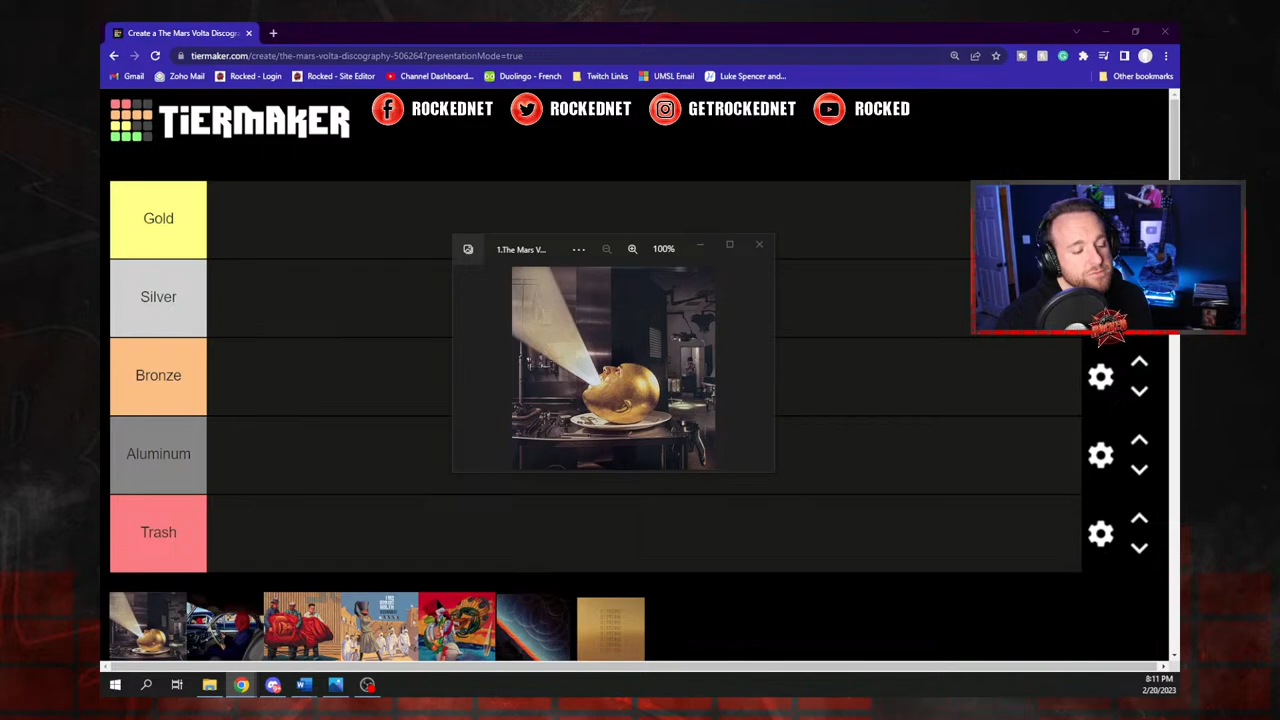 Create a The Mars Volta Discogr
tiermaker.com/create/the-mars-volta-discography-506264?presentationMode=true
Gmail Zoho Mail Rocked - Login Rocked - Site Editor Channel Dashboard... Duolingo - French Twitch Links UMSL Email Luke Spencer and... Other bookmarks
TiERMAKER ROCKEDNET ROCKEDNET GETROCKEDNET ROCKED
Gold
1.The Mars V... 100%
Silver
Bronze
Aluminum
Trash
8:11 PM
2/20/2023